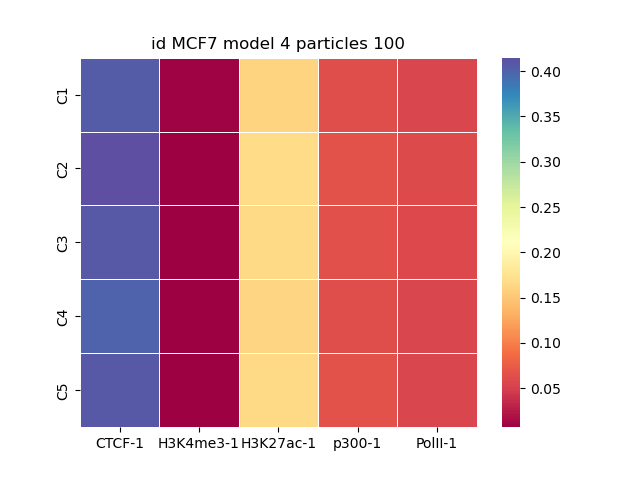 id MCF7 model 4 particles 100
C1
C2
C3
C4
C5
CTCF-1 H3K4me3-1 H3K27ac-1 p300-1 PolII-1
0.40
0.35
0.30
0.25
0.20
0.15
0.10
0.05